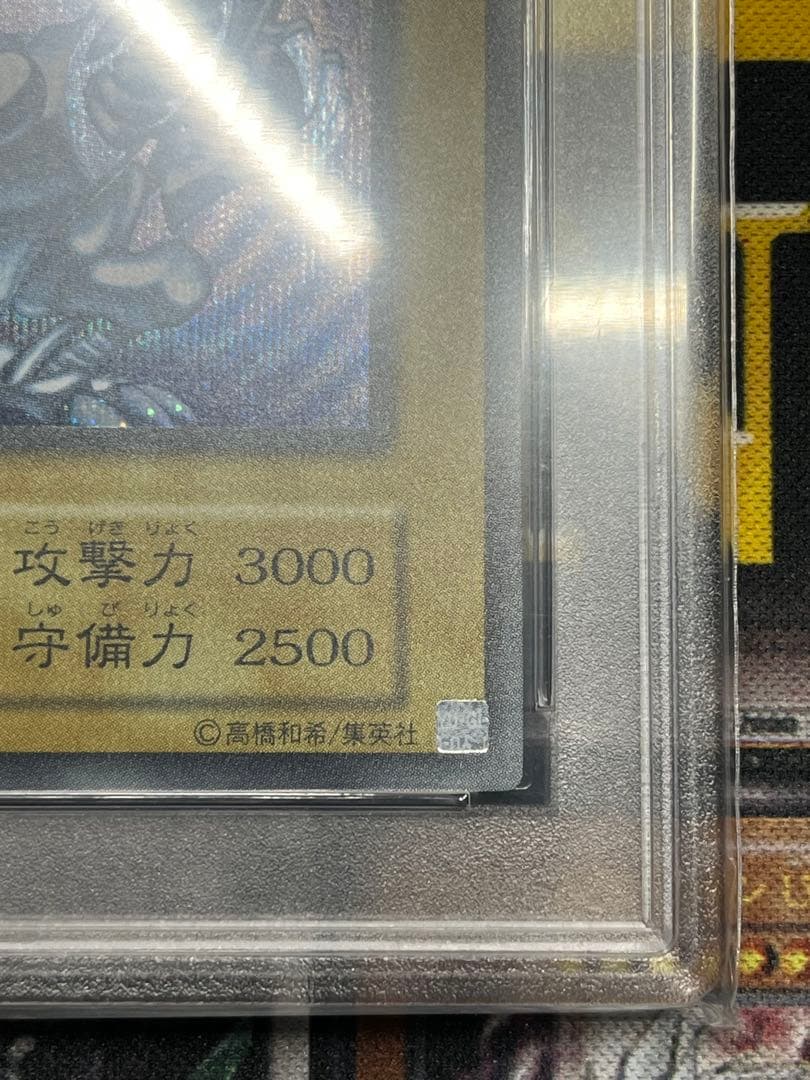 こう げき りょく
攻撃力 3000
しゅ び りょく
守備力 2500
©高橋和希/集英社